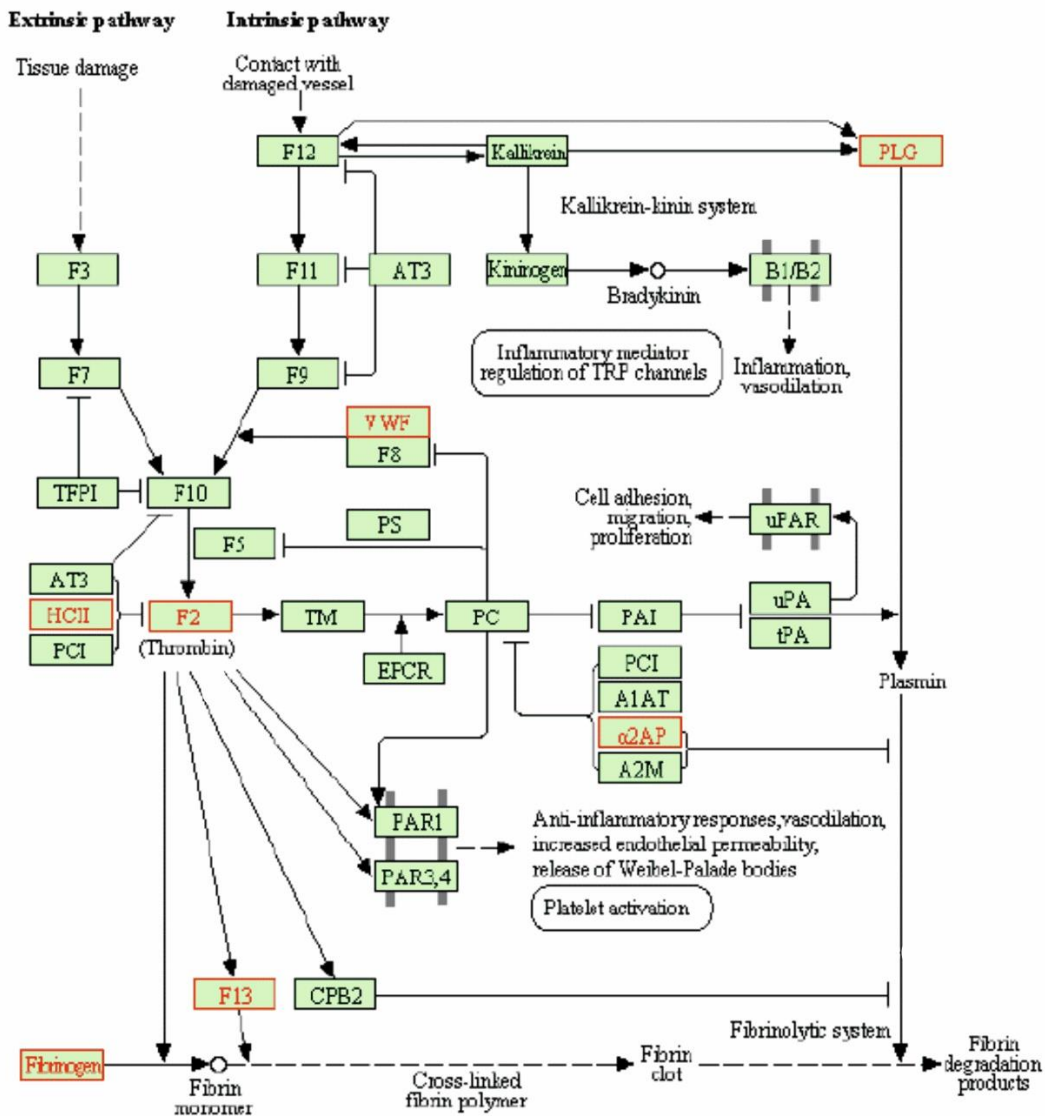 Extrinsic pathway
Intrinsic pathway
Tissue damage
Contact with
damaged vessel
F12
Kallikrein
PLG
Kallikrein-kinin system
F3
F11
AT3
Kininogen
Bradykinin
B1/B2
F7
F9
Inflammatory mediator
regulation of TRP channels
Inflammation,
vasodilation
VWF
F8
TFPI
F10
Cell adhesion,
migration,
proliferation
uPAR
PS
F5
AT3
HCII
PCI
F2
(Thrombin)
TM
EPCR
PC
PAI
uPA
tPA
PCI
A1AT
α2AP
A2M
Plasmin
PAR1
PAR3,4
Anti-inflammatory responses,vasodilation,
increased endothelial permeability,
release of Weibel-Palade bodies
Platelet activation
F13
CPB2
Fibrinolytic system
Fibrinogen
Fibrin
monomer
Cross-linked
fibrin polymer
Fibrin
clot
Fibrin
degradation
products